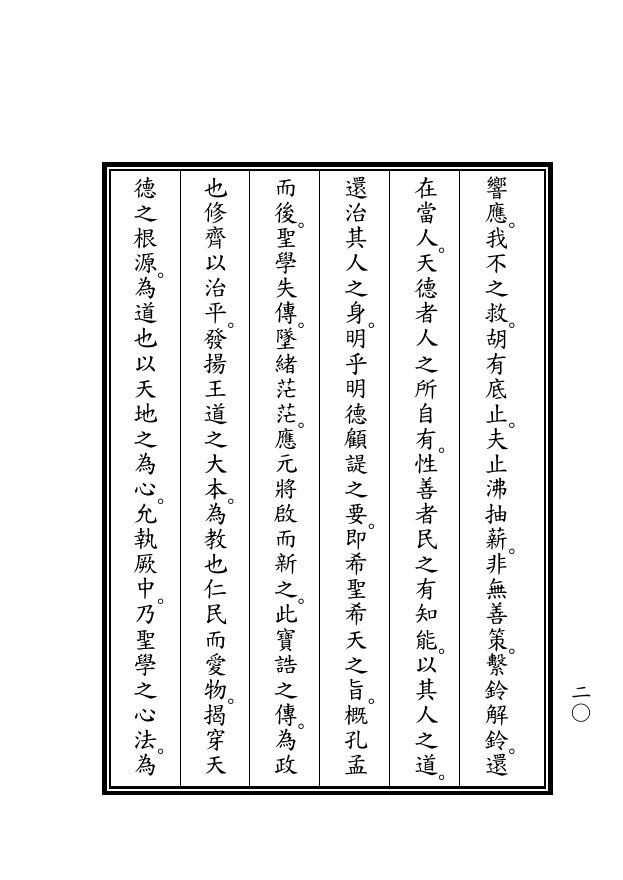 響應。我不之救。胡有底止。夫止沸抽薪。非無善策。繫鈴解鈴。還
在當人。天德者人之所自有。性善者民之有知能。以其人之道。
還治其人之身。明乎明德顧諟之要。即希聖希天之旨。概孔孟
而後。聖學失傳。墜緒茫茫。應元將啟而新之。此寶誥之傳。為政
也修齊以治平。發揚王道之大本。為教也仁民而愛物。揭穿天
德之根源。為道也以天地之為心。允執厥中。乃聖學之心法。為
二〇